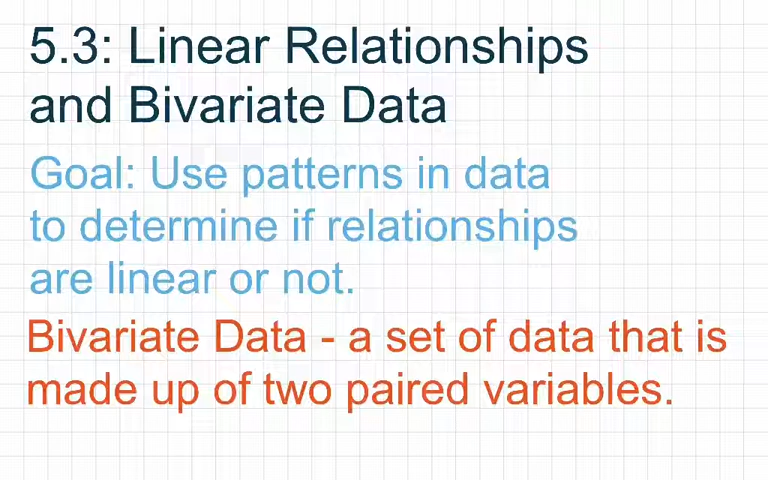 5.3: Linear Relationships
and Bivariate Data
Goal: Use patterns in data
to determine if relationships
are linear or not.
Bivariate Data - a set of data that is
made up of two paired variables.